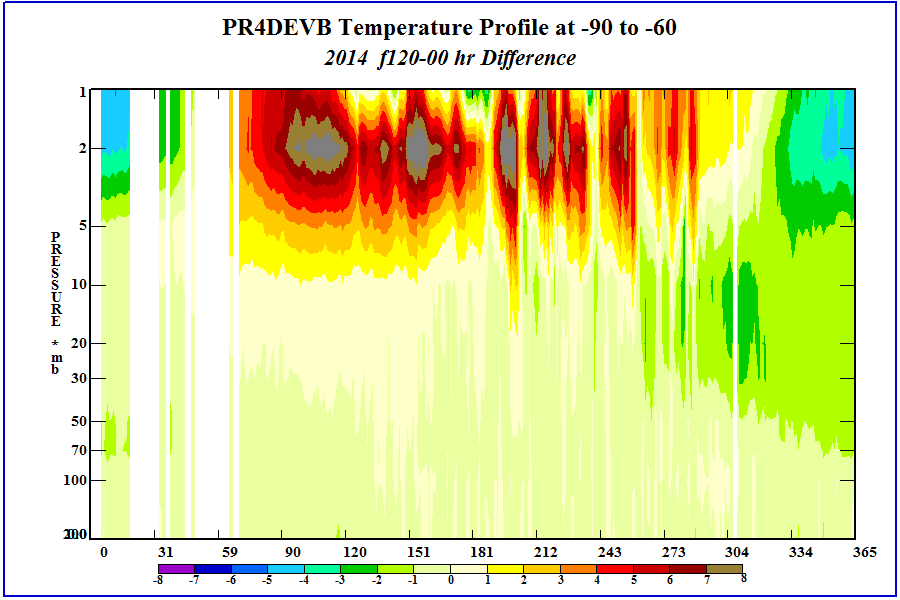 PR4DEVB Temperature Profile at -90 to -60
2014 f120-00 hr Difference
PRESSURE * mb
1
2
5
10
20
30
50
70
100
0 31 59 90 120 151 181 212 243 273 304 334 365
-8 -7 -6 -5 -4 -3 -2 -1 0 1 2 3 4 5 6 7 8